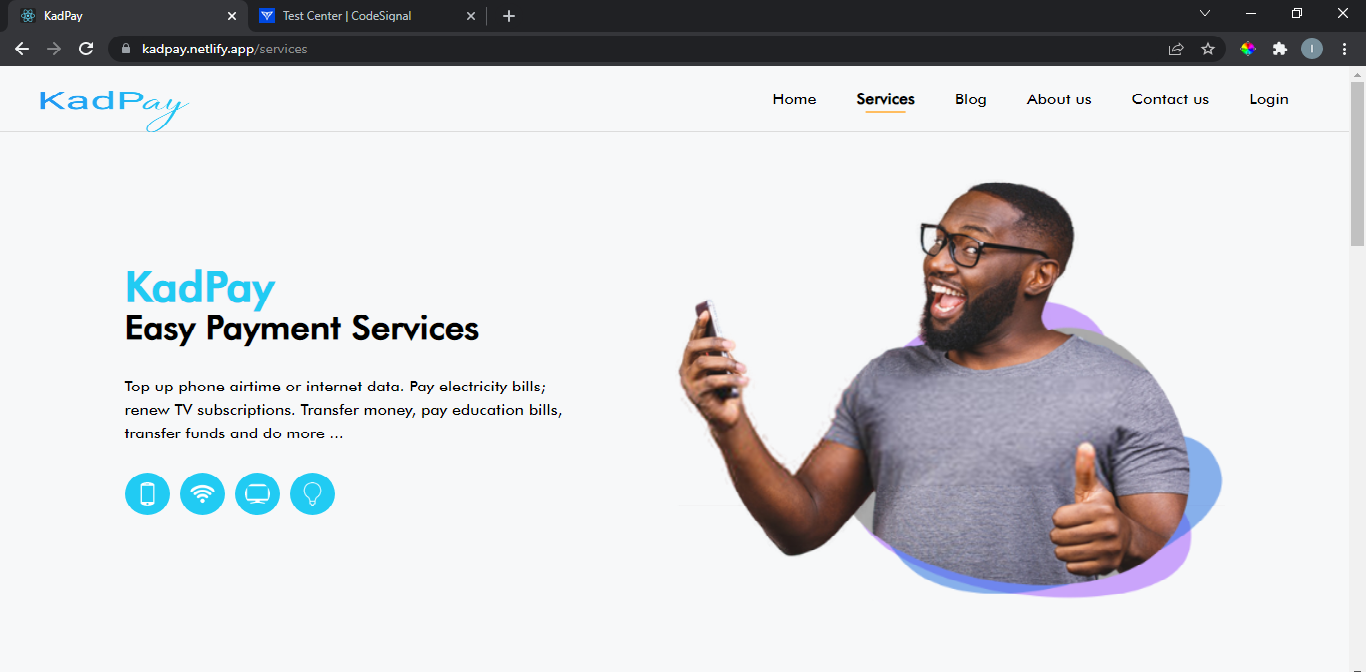 KadPay
Test Center | CodeSignal
kadpay.netlify.app/services
I
KadPay
Home
Services
Blog
About us
Contact us
Login
KadPay
Easy Payment Services
Top up phone airtime or internet data. Pay electricity bills;
renew TV subscriptions. Transfer money, pay education bills,
transfer funds and do more ...